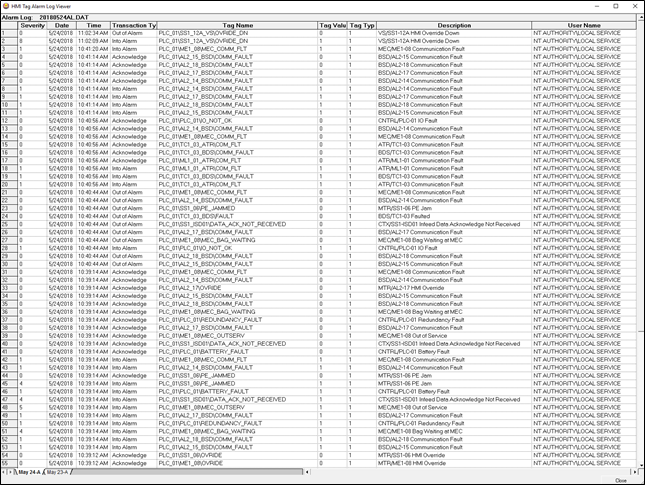 HMI Tag Alarm Log Viewer
Alarm Log: 20180524AL.DAT
Severity Date Time Transaction Ty Tag Name Tag Valu Tag Typ Description User Name
1 0 5/24/2018 11:02:34 AM Out of Alarm PLC_01\SS1_12A_VS\OVRIDE_DN 0 1 VS/SS1-12A HMI Override Down NT AUTHORITY\LOCAL SERVICE
2 8 5/24/2018 11:02:09 AM Into Alarm PLC_01\SS1_12A_VS\OVRIDE_DN 1 1 VS/SS1-12A HMI Override Down NT AUTHORITY\LOCAL SERVICE
3 1 5/24/2018 10:41:20 AM Into Alarm PLC_01\ME1_08\MEC_COMM_FLT 1 1 MEC/ME1-08 Communication Fault NT AUTHORITY\LOCAL SERVICE
4 0 5/24/2018 10:41:14 AM Acknowledge PLC_01\AL2_15_BSD\COMM_FAULT 0 1 BSD/AL2-15 Communication Fault NT AUTHORITY\LOCAL SERVICE
5 0 5/24/2018 10:41:14 AM Acknowledge PLC_01\AL2_18_BSD\COMM_FAULT 0 1 BSD/AL2-18 Communication Fault NT AUTHORITY\LOCAL SERVICE
6 0 5/24/2018 10:41:14 AM Acknowledge PLC_01\AL2_17_BSD\COMM_FAULT 0 1 BSD/AL2-17 Communication Fault NT AUTHORITY\LOCAL SERVICE
7 0 5/24/2018 10:41:14 AM Acknowledge PLC_01\AL2_14_BSD\COMM_FAULT 0 1 BSD/AL2-14 Communication Fault NT AUTHORITY\LOCAL SERVICE
8 1 5/24/2018 10:41:14 AM Into Alarm PLC_01\AL2_17_BSD\COMM_FAULT 1 1 BSD/AL2-17 Communication Fault NT AUTHORITY\LOCAL SERVICE
9 1 5/24/2018 10:41:14 AM Into Alarm PLC_01\AL2_18_BSD\COMM_FAULT 1 1 BSD/AL2-18 Communication Fault NT AUTHORITY\LOCAL SERVICE
10 1 5/24/2018 10:41:14 AM Into Alarm PLC_01\AL2_15_BSD\COMM_FAULT 1 1 BSD/AL2-15 Communication Fault NT AUTHORITY\LOCAL SERVICE
11 1 5/24/2018 10:41:14 AM Into Alarm PLC_01\AL2_14_BSD\COMM_FAULT 1 1 BSD/AL2-14 Communication Fault NT AUTHORITY\LOCAL SERVICE
12 0 5/24/2018 10:40:56 AM Acknowledge PLC_01\PLC_01\IO_NOT_OK 0 1 CNTRL/PLC-01 IO Fault NT AUTHORITY\LOCAL SERVICE
13 0 5/24/2018 10:40:56 AM Acknowledge PLC_01\AL2_14_BSD\COMM_FAULT 0 1 BSD/AL2-14 Communication Fault NT AUTHORITY\LOCAL SERVICE
14 0 5/24/2018 10:40:56 AM Acknowledge PLC_01\ME1_08\MEC_COMM_FLT 0 1 MEC/ME1-08 Communication Fault NT AUTHORITY\LOCAL SERVICE
15 0 5/24/2018 10:40:56 AM Acknowledge PLC_01\TC1_03_ATR\COM_FLT 0 1 ATR/TC1-03 Communication Fault NT AUTHORITY\LOCAL SERVICE
16 0 5/24/2018 10:40:56 AM Acknowledge PLC_01\TC1_03_BDS\COMM_FAULT 0 1 BDS/TC1-03 Communication Fault NT AUTHORITY\LOCAL SERVICE
17 0 5/24/2018 10:40:56 AM Acknowledge PLC_01\ML1_01_ATR\COM_FLT 0 1 ATR/ML1-01 Communication Fault NT AUTHORITY\LOCAL SERVICE
18 1 5/24/2018 10:40:56 AM Into Alarm PLC_01\TC1_03_BDS\COMM_FAULT 1 1 BDS/TC1-03 Communication Fault NT AUTHORITY\LOCAL SERVICE
19 1 5/24/2018 10:40:56 AM Into Alarm PLC_01\ML1_01_ATR\COM_FLT 1 1 ATR/ML1-01 Communication Fault NT AUTHORITY\LOCAL SERVICE
20 1 5/24/2018 10:40:56 AM Into Alarm PLC_01\TC1_03_ATR\COM_FLT 1 1 ATR/TC1-03 Communication Fault NT AUTHORITY\LOCAL SERVICE
21 0 5/24/2018 10:40:44 AM Out of Alarm PLC_01\ME1_08\MEC_COMM_FLT 0 1 MEC/ME1-08 Communication Fault NT AUTHORITY\LOCAL SERVICE
22 0 5/24/2018 10:40:44 AM Out of Alarm PLC_01\AL2_14_BSD\COMM_FAULT 0 1 BSD/AL2-14 Communication Fault NT AUTHORITY\LOCAL SERVICE
23 0 5/24/2018 10:40:44 AM Out of Alarm PLC_01\SS1_06\PE_JAMMED 0 1 MTR/SS1-06 PE Jam NT AUTHORITY\LOCAL SERVICE
24 0 5/24/2018 10:40:44 AM Out of Alarm PLC_01\TC1_03_BDS\FAULT 0 1 BDS/TC1-03 Faulted NT AUTHORITY\LOCAL SERVICE
25 0 5/24/2018 10:40:44 AM Out of Alarm PLC_01\SS1_ISD01\DATA_ACK_NOT_RECEIVED 0 1 CTX/SS1-ISD01 Infeed Data Acknowledge Not Received NT AUTHORITY\LOCAL SERVICE
26 0 5/24/2018 10:40:44 AM Out of Alarm PLC_01\AL2_17_BSD\COMM_FAULT 0 1 BSD/AL2-17 Communication Fault NT AUTHORITY\LOCAL SERVICE
27 0 5/24/2018 10:40:44 AM Out of Alarm PLC_01\ME1_08\MEC_BAG_WAITING 0 1 MEC/ME1-08 Bag Waiting at MEC NT AUTHORITY\LOCAL SERVICE
28 1 5/24/2018 10:40:44 AM Into Alarm PLC_01\PLC_01\IO_NOT_OK 1 1 CNTRL/PLC-01 IO Fault NT AUTHORITY\LOCAL SERVICE
29 0 5/24/2018 10:40:44 AM Out of Alarm PLC_01\AL2_18_BSD\COMM_FAULT 0 1 BSD/AL2-18 Communication Fault NT AUTHORITY\LOCAL SERVICE
30 0 5/24/2018 10:40:44 AM Out of Alarm PLC_01\AL2_15_BSD\COMM_FAULT 0 1 BSD/AL2-15 Communication Fault NT AUTHORITY\LOCAL SERVICE
31 0 5/24/2018 10:39:14 AM Acknowledge PLC_01\ME1_08\MEC_COMM_FLT 1 1 MEC/ME1-08 Communication Fault NT AUTHORITY\LOCAL SERVICE
32 0 5/24/2018 10:39:14 AM Acknowledge PLC_01\AL2_14_BSD\COMM_FAULT 1 1 BSD/AL2-14 Communication Fault NT AUTHORITY\LOCAL SERVICE
33 0 5/24/2018 10:39:14 AM Acknowledge PLC_01\AL2_17\OVRIDE 1 1 MTR/AL2-17 HMI Override NT AUTHORITY\LOCAL SERVICE
34 0 5/24/2018 10:39:14 AM Acknowledge PLC_01\AL2_15_BSD\COMM_FAULT 1 1 BSD/AL2-15 Communication Fault NT AUTHORITY\LOCAL SERVICE
35 0 5/24/2018 10:39:14 AM Acknowledge PLC_01\AL2_18_BSD\COMM_FAULT 1 1 BSD/AL2-18 Communication Fault NT AUTHORITY\LOCAL SERVICE
36 0 5/24/2018 10:39:14 AM Acknowledge PLC_01\ME1_08\MEC_BAG_WAITING 1 1 MEC/ME1-08 Bag Waiting at MEC NT AUTHORITY\LOCAL SERVICE
37 0 5/24/2018 10:39:14 AM Acknowledge PLC_01\PLC_01\REDUNDANCY_FAULT 1 1 CNTRL/PLC-01 Redundancy Fault NT AUTHORITY\LOCAL SERVICE
38 0 5/24/2018 10:39:14 AM Acknowledge PLC_01\AL2_17_BSD\COMM_FAULT 1 1 BSD/AL2-17 Communication Fault NT AUTHORITY\LOCAL SERVICE
39 0 5/24/2018 10:39:14 AM Acknowledge PLC_01\ME1_08\MEC_OUTSERV 1 1 MEC/ME1-08 Out of Service NT AUTHORITY\LOCAL SERVICE
40 0 5/24/2018 10:39:14 AM Acknowledge PLC_01\SS1_ISD01\DATA_ACK_NOT_RECEIVED 1 1 CTX/SS1-ISD01 Infeed Data Acknowledge Not Received NT AUTHORITY\LOCAL SERVICE
41 0 5/24/2018 10:39:14 AM Acknowledge PLC_01\PLC_01\BATTERY_FAULT 1 1 CNTRL/PLC-01 Battery Fault NT AUTHORITY\LOCAL SERVICE
42 1 5/24/2018 10:39:14 AM Into Alarm PLC_01\ME1_08\MEC_COMM_FLT 1 1 MEC/ME1-08 Communication Fault NT AUTHORITY\LOCAL SERVICE
43 1 5/24/2018 10:39:14 AM Into Alarm PLC_01\AL2_14_BSD\COMM_FAULT 1 1 BSD/AL2-14 Communication Fault NT AUTHORITY\LOCAL SERVICE
44 0 5/24/2018 10:39:14 AM Acknowledge PLC_01\SS1_06\PE_JAMMED 1 1 MTR/SS1-06 PE Jam NT AUTHORITY\LOCAL SERVICE
45 4 5/24/2018 10:39:14 AM Into Alarm PLC_01\SS1_06\PE_JAMMED 1 1 MTR/SS1-06 PE Jam NT AUTHORITY\LOCAL SERVICE
46 1 5/24/2018 10:39:14 AM Into Alarm PLC_01\PLC_01\BATTERY_FAULT 1 1 CNTRL/PLC-01 Battery Fault NT AUTHORITY\LOCAL SERVICE
47 4 5/24/2018 10:39:14 AM Into Alarm PLC_01\SS1_ISD01\DATA_ACK_NOT_RECEIVED 1 1 CTX/SS1-ISD01 Infeed Data Acknowledge Not Received NT AUTHORITY\LOCAL SERVICE
48 5 5/24/2018 10:39:14 AM Into Alarm PLC_01\ME1_08\MEC_OUTSERV 1 1 MEC/ME1-08 Out of Service NT AUTHORITY\LOCAL SERVICE
49 1 5/24/2018 10:39:14 AM Into Alarm PLC_01\AL2_17_BSD\COMM_FAULT 1 1 BSD/AL2-17 Communication Fault NT AUTHORITY\LOCAL SERVICE
50 1 5/24/2018 10:39:14 AM Into Alarm PLC_01\PLC_01\REDUNDANCY_FAULT 1 1 CNTRL/PLC-01 Redundancy Fault NT AUTHORITY\LOCAL SERVICE
51 4 5/24/2018 10:39:14 AM Into Alarm PLC_01\ME1_08\MEC_BAG_WAITING 1 1 MEC/ME1-08 Bag Waiting at MEC NT AUTHORITY\LOCAL SERVICE
52 1 5/24/2018 10:39:14 AM Into Alarm PLC_01\AL2_18_BSD\COMM_FAULT 1 1 BSD/AL2-18 Communication Fault NT AUTHORITY\LOCAL SERVICE
53 1 5/24/2018 10:39:14 AM Into Alarm PLC_01\AL2_15_BSD\COMM_FAULT 1 1 BSD/AL2-15 Communication Fault NT AUTHORITY\LOCAL SERVICE
54 0 5/24/2018 10:39:12 AM Acknowledge PLC_01\SS1_08\OVRIDE 1 1 MTR/SS1-08 HMI Override NT AUTHORITY\LOCAL SERVICE
55 0 5/24/2018 10:39:12 AM Acknowledge PLC_01\ME1_08\OVRIDE 1 1 MTR/ME1-08 HMI Override NT AUTHORITY\LOCAL SERVICE
May 24-A May 23-A
Close